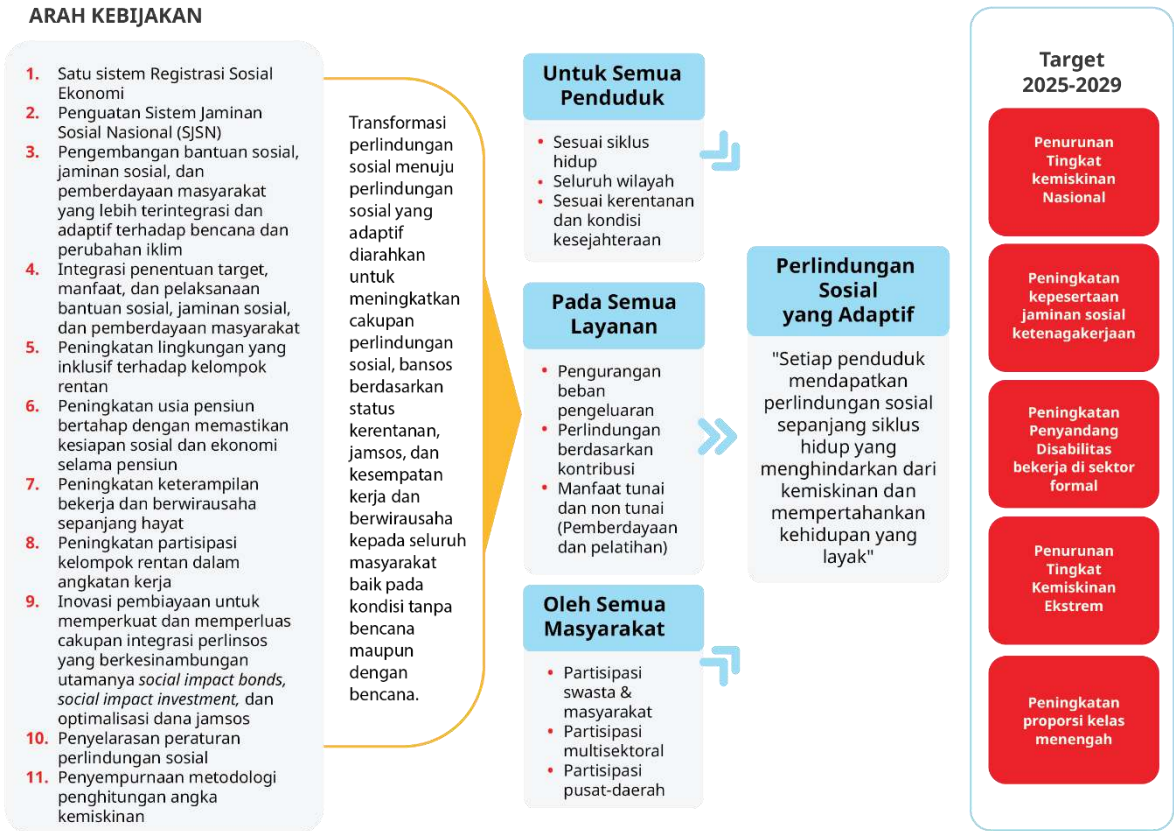 ARAH KEBIJAKAN
1. Satu sistem Registrasi Sosial
Ekonomi
2. Penguatan Sistem Jaminan
Sosial Nasional (SJSN)
3. Pengembangan bantuan sosial,
jaminan sosial, dan
pemberdayaan masyarakat
yang lebih terintegrasi dan
adaptif terhadap bencana dan
perubahan iklim
4. Integrasi penentuan target,
manfaat, dan pelaksanaan
bantuan sosial, jaminan sosial,
dan pemberdayaan masyarakat
5. Peningkatan lingkungan yang
inklusif terhadap kelompok
rentan
6. Peningkatan usia pensiun
bertahap dengan memastikan
kesiapan sosial dan ekonomi
selama pensiun
7. Peningkatan keterampilan
bekerja dan berwirausaha
sepanjang hayat
8. Peningkatan partisipasi
kelompok rentan dalam
angkatan kerja
9. Inovasi pembiayaan untuk
memperkuat dan memperluas
cakupan integrasi perlinsos
yang berkesinambungan
utamanya social impact bonds,
social impact investment, dan
optimalisasi dana jamsos
10. Penyelarasan peraturan
perlindungan sosial
11. Penyempurnaan metodologi
penghitungan angka
kemiskinan
Transformasi
perlindungan
sosial menuju
perlindungan
sosial yang
adaptif
diarahkan
untuk
meningkatkan
cakupan
perlindungan
sosial, bansos
berdasarkan
status
kerentanan,
jamsos, dan
kesempatan
kerja dan
berwirausaha
kepada seluruh
masyarakat
baik pada
kondisi tanpa
bencana
maupun
dengan
bencana.
Untuk Semua
Penduduk
• Sesuai siklus
hidup
• Seluruh wilayah
• Sesuai kerentanan
dan kondisi
kesejahteraan
Pada Semua
Layanan
• Pengurangan
beban
pengeluaran
• Perlindungan
berdasarkan
kontribusi
• Manfaat tunai
dan non tunai
(Pemberdayaan
dan pelatihan)
Oleh Semua
Masyarakat
• Partisipasi
swasta &
masyarakat
• Partisipasi
multisektoral
• Partisipasi
pusat-daerah
Perlindungan
Sosial
yang Adaptif
"Setiap penduduk
mendapatkan
perlindungan sosial
sepanjang siklus
hidup yang
menghindarkan dari
kemiskinan dan
mempertahankan
kehidupan yang
layak"
Target
2025-2029
Penurunan
Tingkat
kemiskinan
Nasional
Peningkatan
kepesertaan
jaminan sosial
ketenagakerjaan
Peningkatan
Penyandang
Disabilitas
bekerja di sektor
formal
Penurunan
Tingkat
Kemiskinan
Ekstrem
Peningkatan
proporsi kelas
menengah